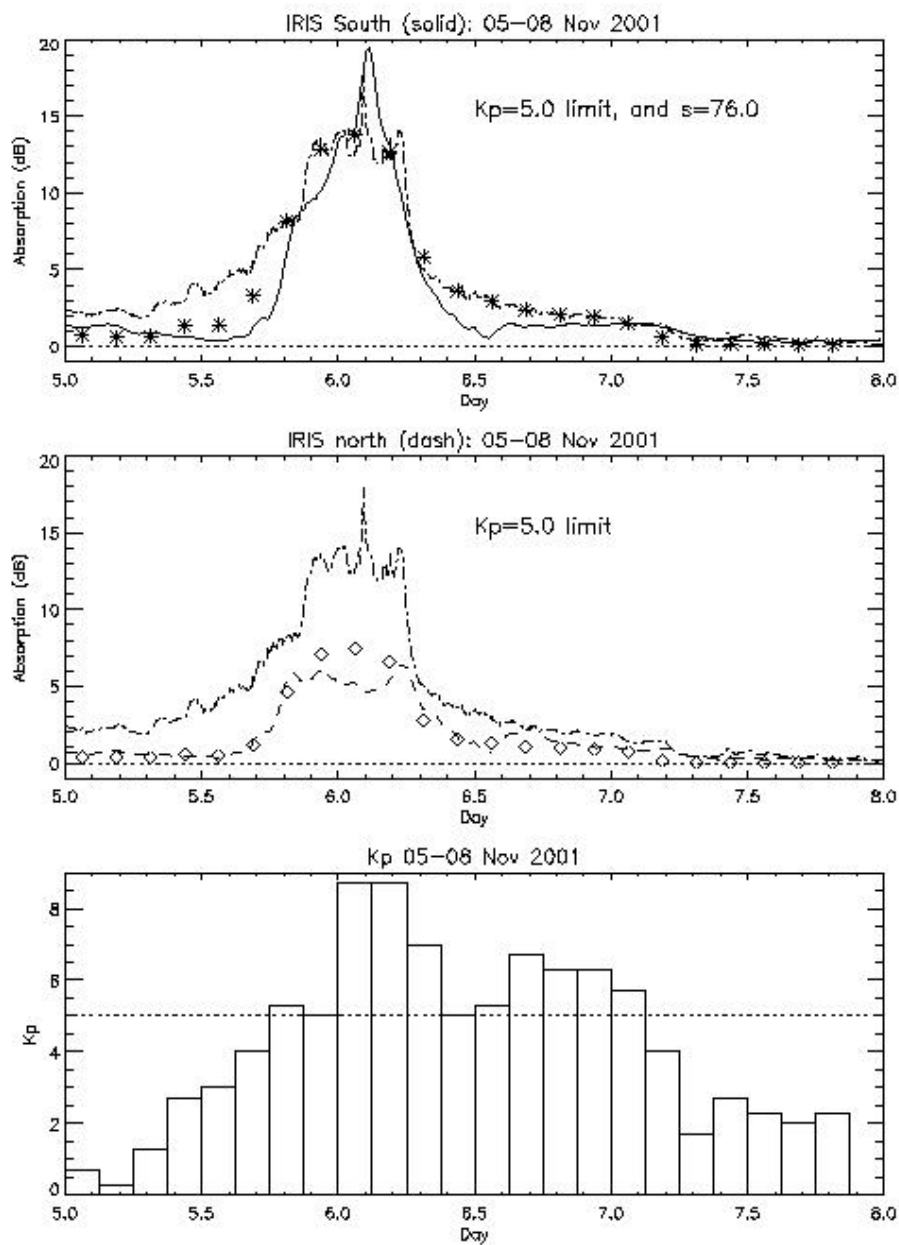 IRIS South (solid): 05-08 Nov 2001
20
15
10
5
0
Absorption (dB)
Kp=5.0 limit, and s=76.0
5.0 5.5 6.0 6.5 7.0 7.5 8.0
Day
IRIS north (dash): 05-08 Nov 2001
20
15
10
5
0
Absorption (dB)
Kp=5.0 limit
5.0 5.5 6.0 6.5 7.0 7.5 8.0
Day
Kp 05-08 Nov 2001
8
6
4
2
0
Kp
5.0 5.5 6.0 6.5 7.0 7.5 8.0
Day